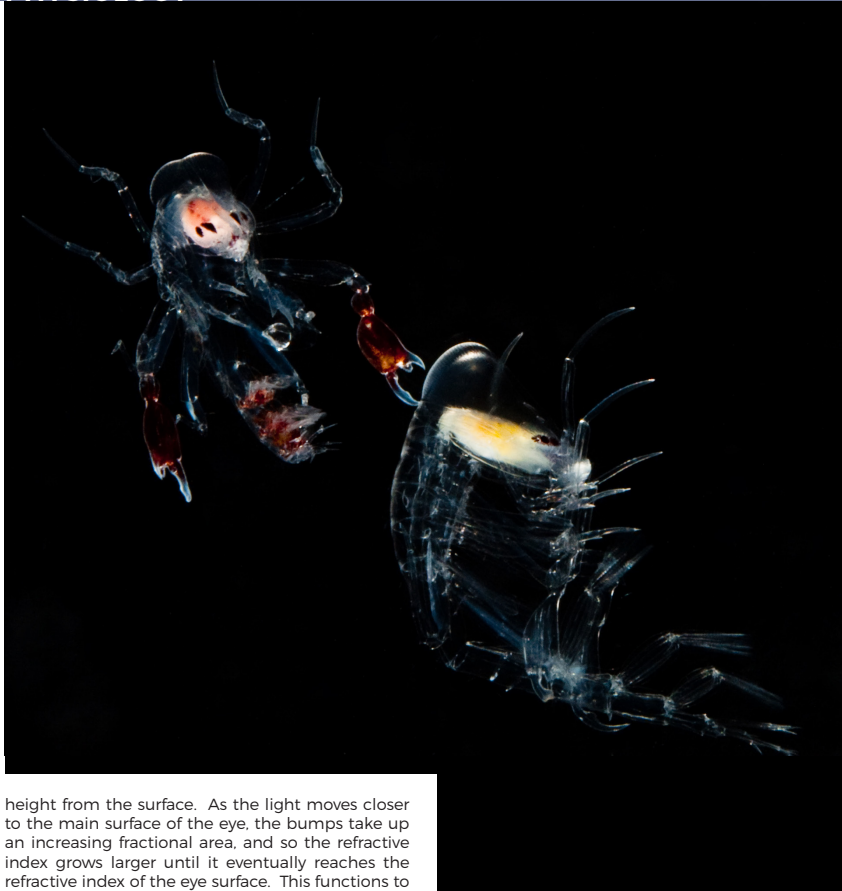 height from the surface. As the light moves closer
to the main surface of the eye, the bumps take up
an increasing fractional area, and so the refractive
index grows larger until it eventually reaches the
refractive index of the eye surface. This functions to